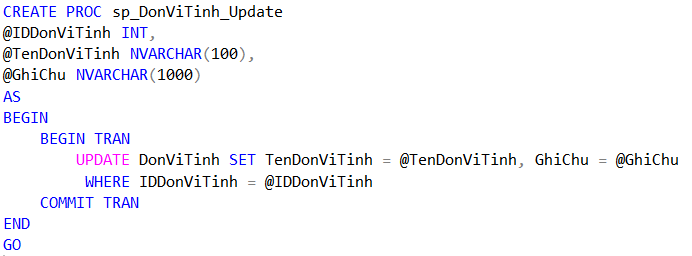 CREATE PROC sp_DonViTinh_Update
@IDDonViTinh INT,
@TenDonViTinh NVARCHAR(100),
@GhiChu NVARCHAR(1000)
AS
BEGIN
    BEGIN TRAN
        UPDATE DonViTinh SET TenDonViTinh = @TenDonViTinh, GhiChu = @GhiChu
         WHERE IDDonViTinh = @IDDonViTinh
    COMMIT TRAN
END
GO